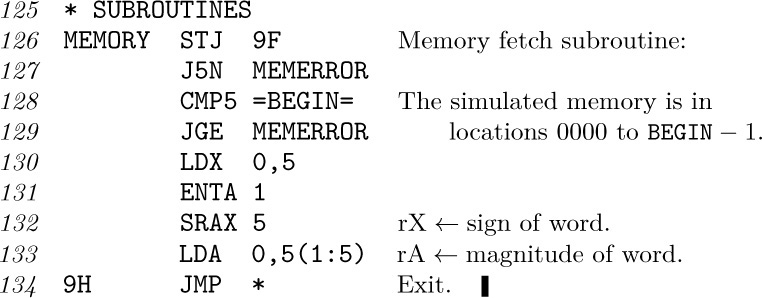 125 * SUBROUTINES
126 MEMORY STJ 9F Memory fetch subroutine:
127 J5N MEMERROR
128 CMP5 =BEGIN= The simulated memory is in
129 JGE MEMERROR locations 0000 to BEGIN − 1.
130 LDX 0,5
131 ENTA 1
132 SRAX 5 rX ← sign of word.
133 LDA 0,5(1:5) rA ← magnitude of word.
134 9H JMP * Exit. ▮